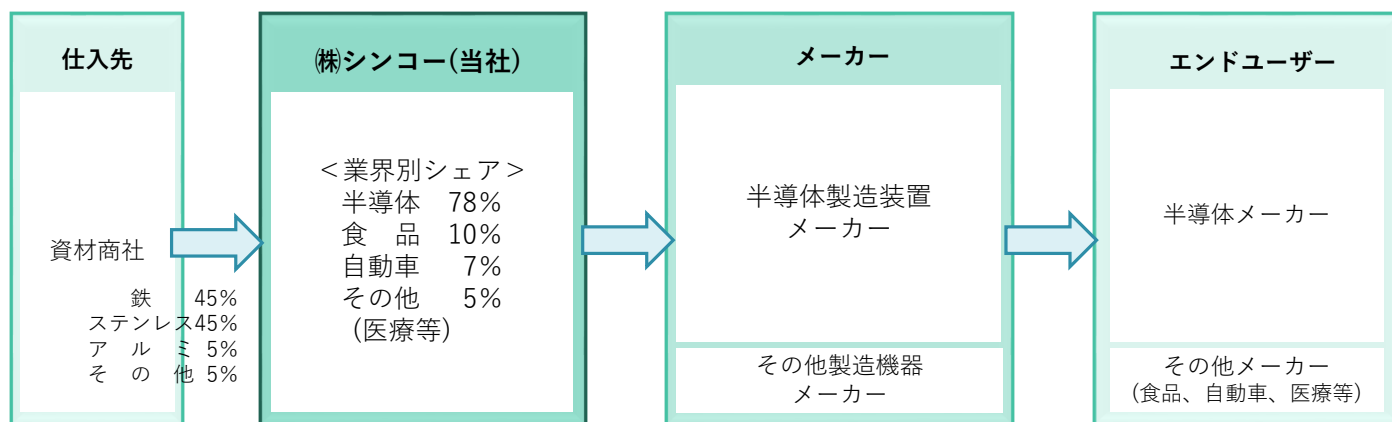 仕入先
資材商社
鉄 45%
ステンレス45%
ア ル ミ 5%
そ の 他 5%
㈱シンコー(当社)
＜業界別シェア＞
半導体 78%
食 品 10%
自動車 7%
その他 5%
(医療等)
メーカー
半導体製造装置
メーカー
その他製造機器
メーカー
エンドユーザー
半導体メーカー
その他メーカー
(食品、自動車、医療等)